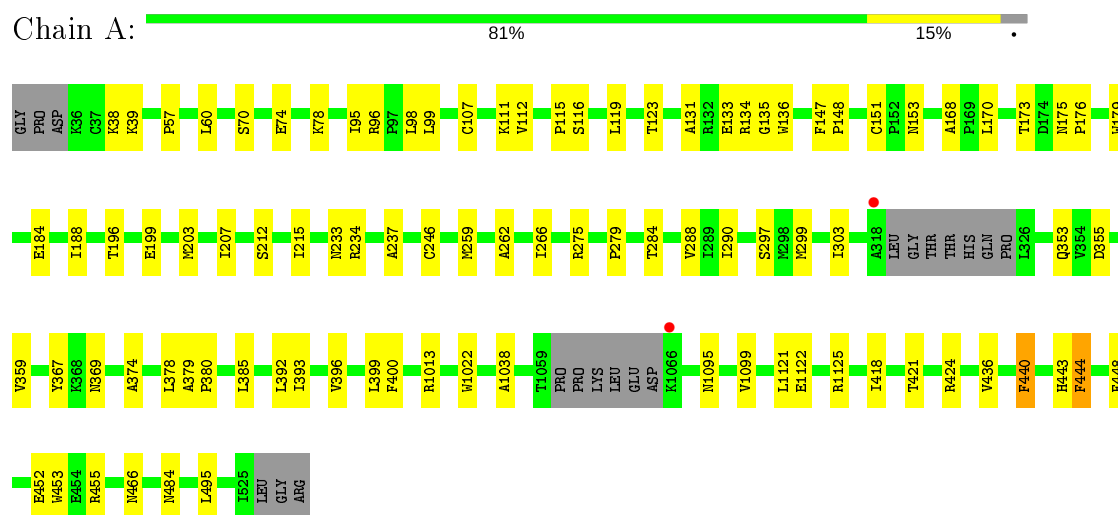 Chain A:
81% 15% •
GLY PRO ASP K36 C37 K38 K39 P57 L60 S70 E74 K78 I95 R96 P97 L98 L99 C107 K111 V112 P115 S116 L119 T123 A131 R132 E133 R134 G135 W136 F147 P148 C151 P152 N153 A168 P169 L170 T173 D174 N175 P176
E184 I188 T196 E199 M203 I207 S212 I215 N233 R234 A237 C246 M259 A262 I266 R275 P279 T284 V288 I289 I290 S297 M298 M299 I303 A318 LEU GLY THR THR HIS GLN PRO L326 Q353 V354 D355
V359 Y367 K368 N369 A374 L378 A379 P380 L385 L392 I393 V396 L399 F400 R1013 W1022 A1038 T1059 PRO PRO LYS LEU GLU ASP K1066 N1095 V1099 L1121 E1122 R1125 I418 T421 R424 V436 F440 H443 F444
E452 W453 E454 R455 N466 N484 L495 I525 LEU GLY ARG